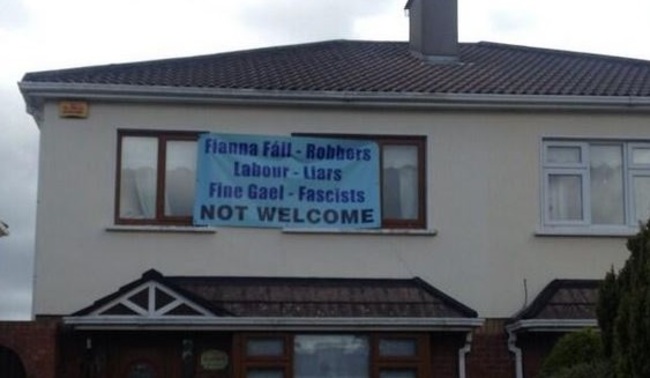 Fianna Fáil - Robbers
Labour - Liars
Fine Gael - Fascists
NOT WELCOME